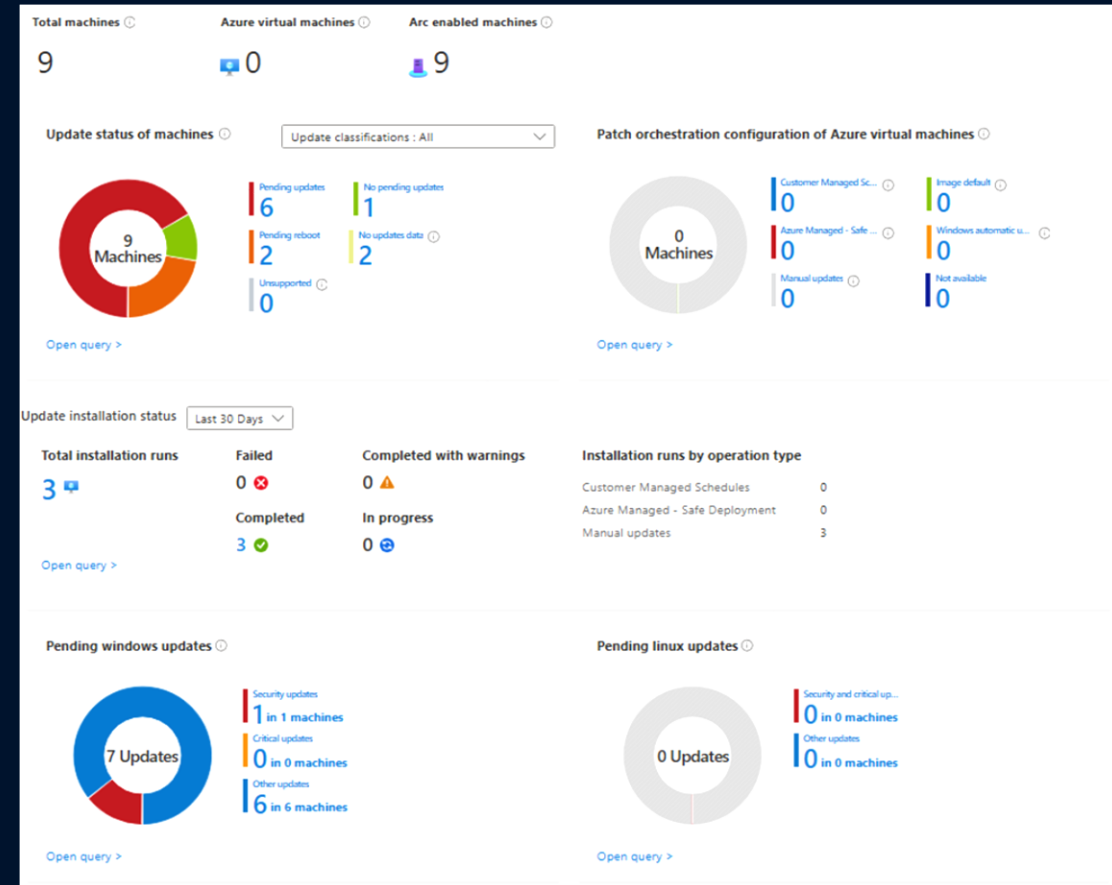 Total machines
Azure virtual machines
Arc enabled machines
9
0
9
Update status of machines
Update classifications : All
9
Machines
Pending updates
6
No pending updates
1
Pending reboot
2
No updates data
2
Unsupported
0
Open query >
Patch orchestration configuration of Azure virtual machines
0
Machines
Customer Managed Sc...
0
Image default
0
Azure Managed - Safe ...
0
Windows automatic u...
0
Manual updates
0
Not available
0
Open query >
Update installation status
Last 30 Days
Total installation runs
3
Failed
0
Completed with warnings
0
Completed
3
In progress
0
Open query >
Installation runs by operation type
Customer Managed Schedules 0
Azure Managed - Safe Deployment 0
Manual updates 3
Pending windows updates
7 Updates
Security updates
1 in 1 machines
Critical updates
0 in 0 machines
Other updates
6 in 6 machines
Open query >
Pending linux updates
0 Updates
Security and critical up...
0 in 0 machines
Other updates
0 in 0 machines
Open query >